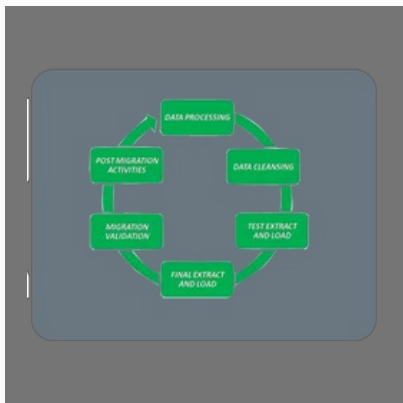 DATA PROCESSING
DATA CLEANSING
TEST EXTRACT
AND LOAD
FINAL EXTRACT
AND LOAD
MIGRATION
VALIDATION
POST MIGRATION
ACTIVITIES